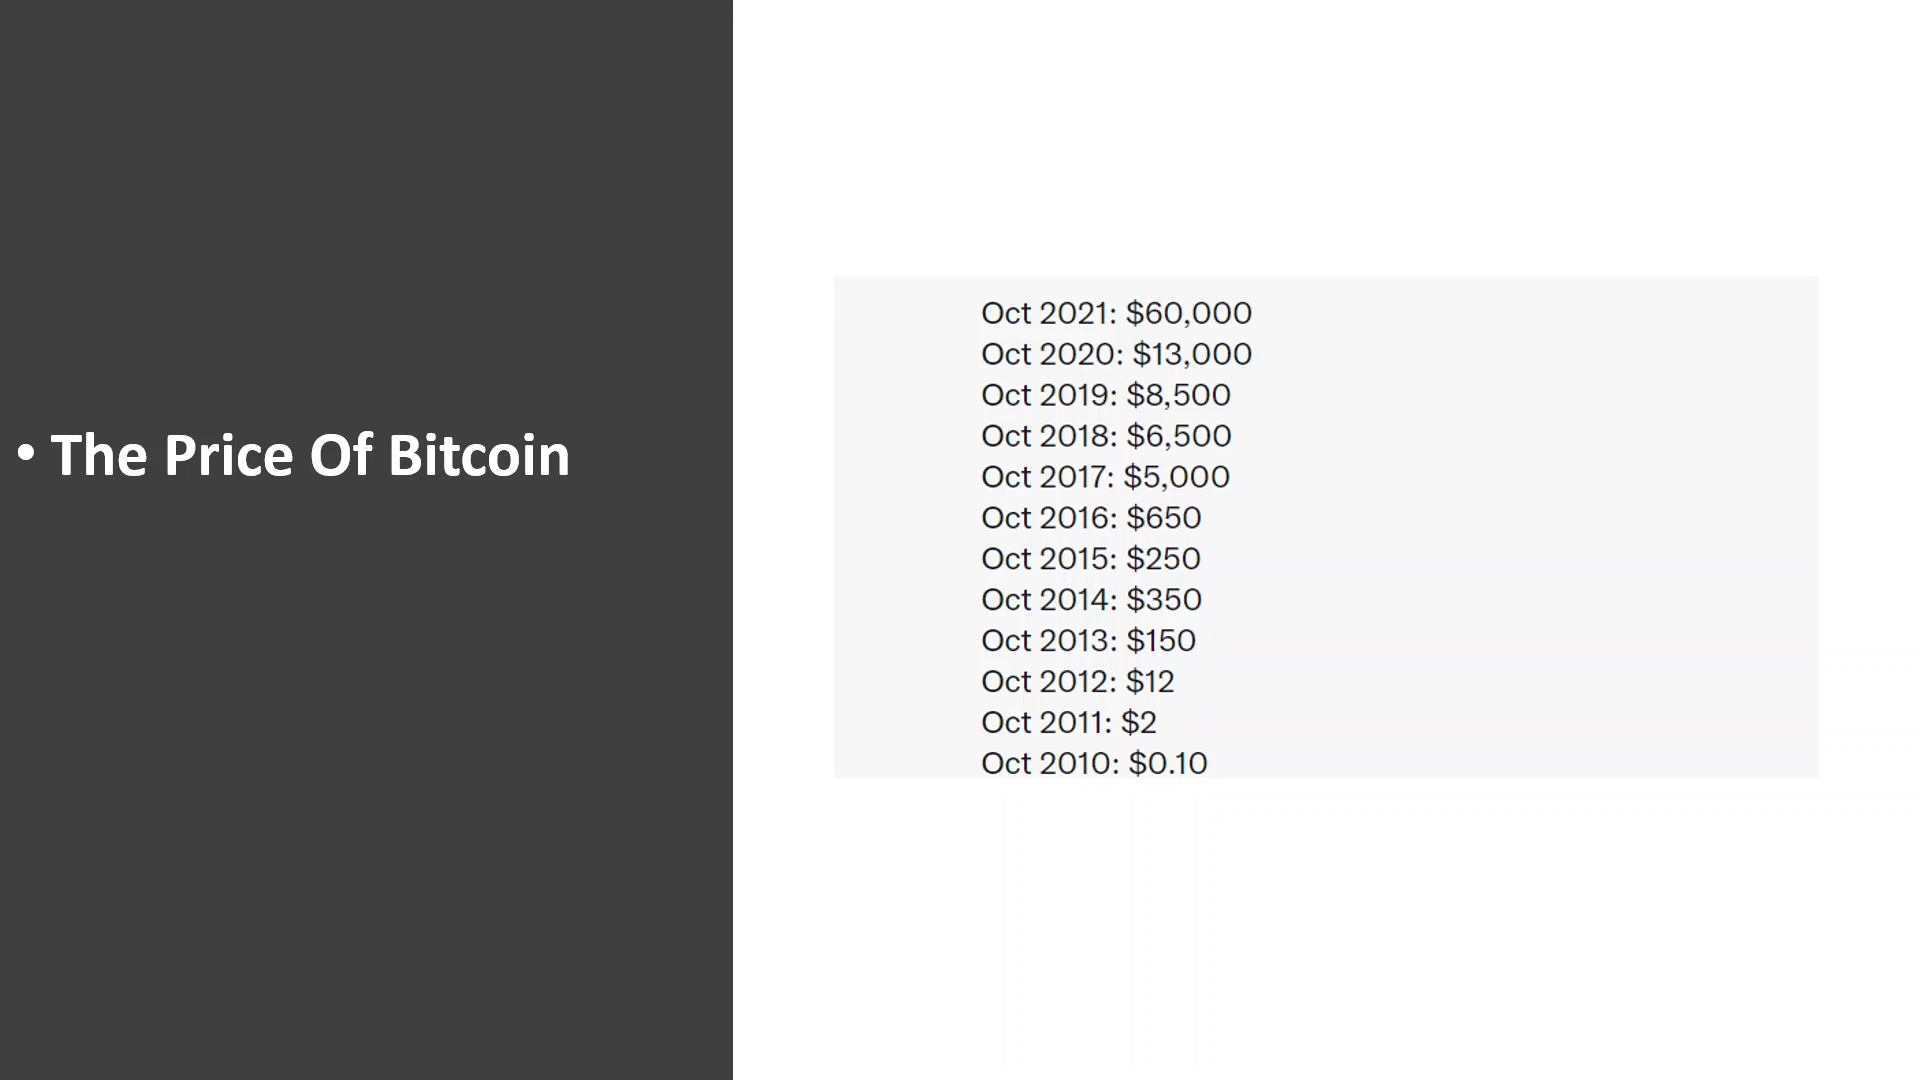 • The Price Of Bitcoin
Oct 2021: $60,000
Oct 2020: $13,000
Oct 2019: $8,500
Oct 2018: $6,500
Oct 2017: $5,000
Oct 2016: $650
Oct 2015: $250
Oct 2014: $350
Oct 2013: $150
Oct 2012: $12
Oct 2011: $2
Oct 2010: $0.10